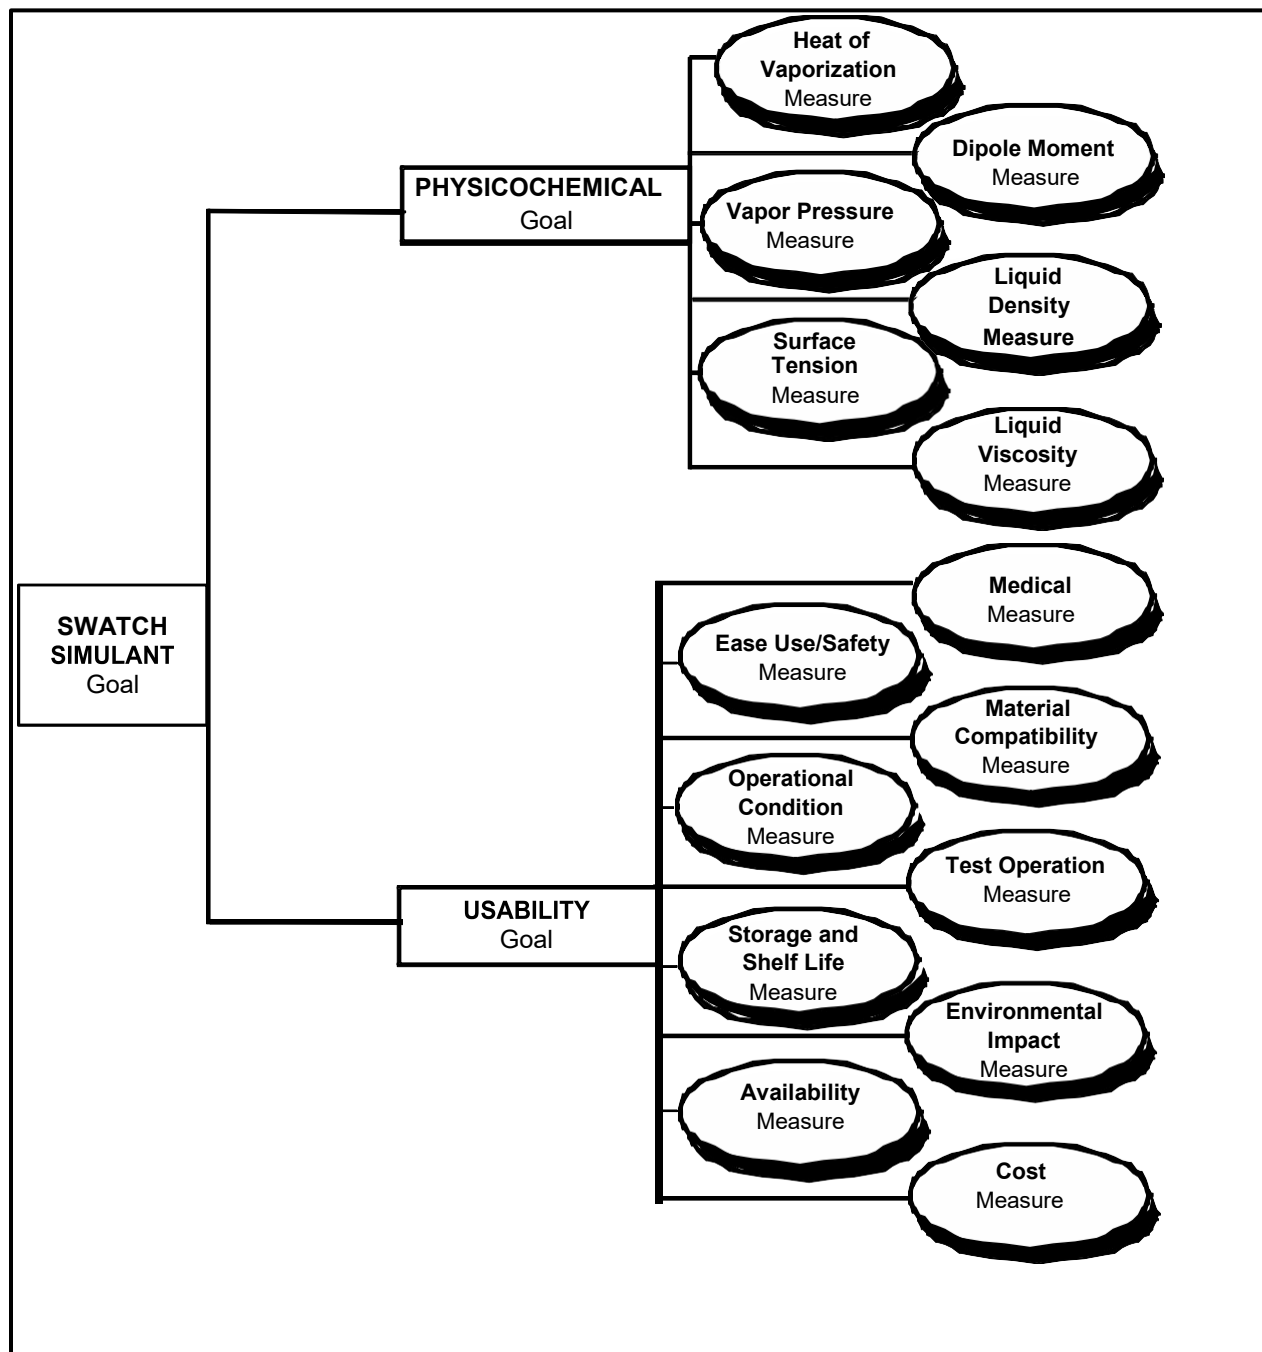 Heat of
Vaporization
Measure
Dipole Moment
Measure
PHYSICOCHEMICAL
Goal
Vapor Pressure
Measure
Liquid
Density
Measure
Surface
Tension
Measure
Liquid
Viscosity
Measure
SWATCH
SIMULANT
Goal
Medical
Measure
Ease Use/Safety
Measure
Material
Compatibility
Measure
Operational
Condition
Measure
Test Operation
Measure
USABILITY
Goal
Storage and
Shelf Life
Measure
Environmental
Impact
Measure
Availability
Measure
Cost
Measure